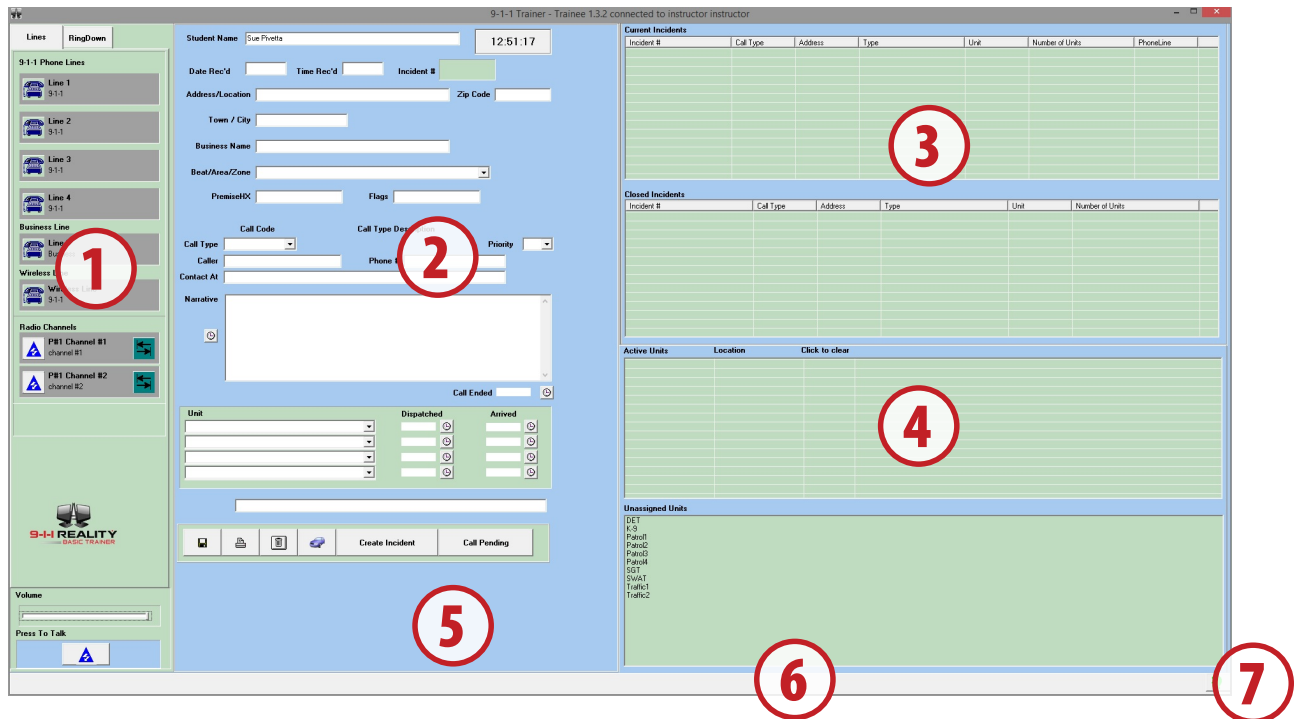 9-1-1 Trainer - Trainee 1.3.2 connected to instructor instructor
Lines RingDown
9-1-1 Phone Lines
Line 1
9-1-1
Line 2
9-1-1
Line 3
9-1-1
Line 4
9-1-1
Business Line
Line
Wireless
9-1-1
1
Radio Channels
P#1 Channel #1
channel #1
P#1 Channel #2
channel #2
9-1-1 REALITY
BASIC TRAINER
Volume
Press To Talk
Student Name Sue Pivetta 12:51:17
Date Rec'd Time Rec'd Incident #
Address/Location Zip Code
Town / City
Business Name
Beat/Area/Zone
PremiseHX Flags
Call Code Call Type
Call Type Priority
Caller Phone
Contact At
2
Narrative
Call Ended
Unit Dispatched Arrived
Create Incident Call Pending
5
Current Incidents
Incident # Call Type Address Type Unit Number of Units PhoneLine
3
Closed Incidents
Incident # Call Type Address Type Unit Number of Units
Active Units Location Click to clear
4
Unassigned Units
DET
K-9
Patrol1
Patrol2
Patrol3
Patrol4
SGT
SWAT
Traffic1
Traffic2
6
7